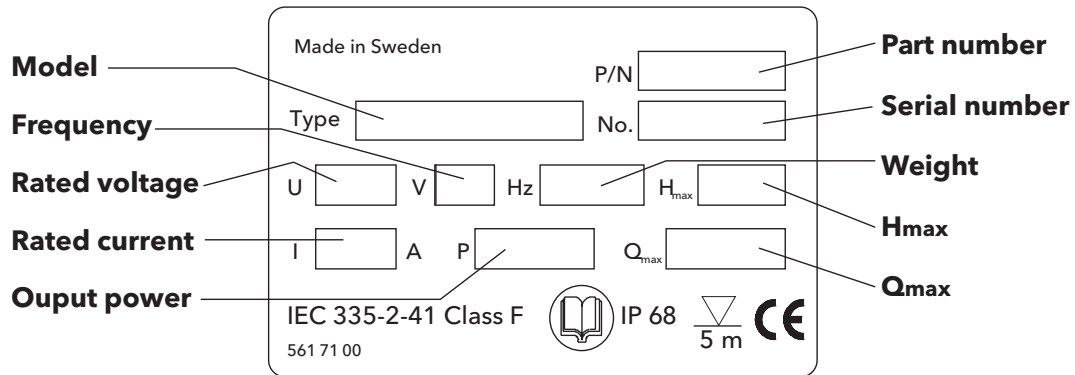 Made in Sweden
Part number
Model
P/N
Serial number
Frequency
Type
No.
Weight
Rated voltage
U
V
Hz
Hmax
Hmax
Rated current
I
A
P
Qmax
Qmax
Ouput power
IEC 335-2-41 Class F
IP 68
5 m
CE
561 71 00